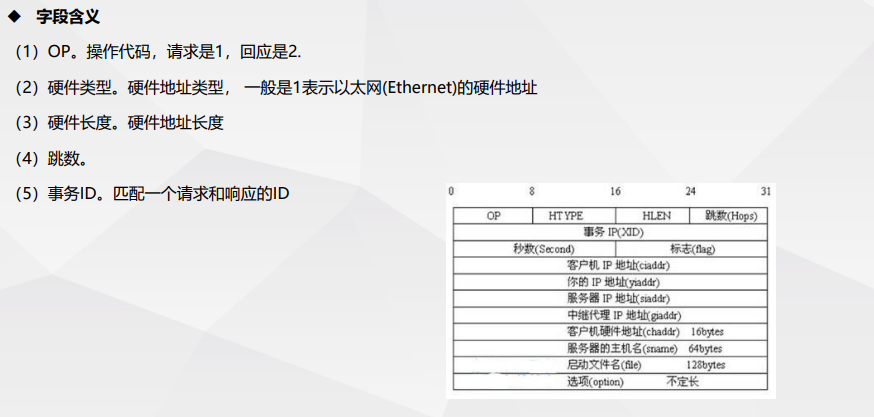 ◆ 字段含义
（1）OP。操作代码，请求是1，回应是2.
（2）硬件类型。硬件地址类型， 一般是1表示以太网(Ethernet)的硬件地址
（3）硬件长度。硬件地址长度
（4）跳数。
（5）事务ID。匹配一个请求和响应的ID
0 8 16 24 31
OP HTYPE HLEN 跳数(Hops)
事务 IP(XID)
秒数(Second) 标志(flag)
客户机 IP 地址(ciaddr)
你的 IP 地址(yiaddr)
服务器 IP 地址(siaddr)
中继代理 IP 地址(giaddr)
客户机硬件地址(chaddr) 16bytes
服务器的主机名(sname) 64bytes
启动文件名(file) 128bytes
选项(option) 不定长